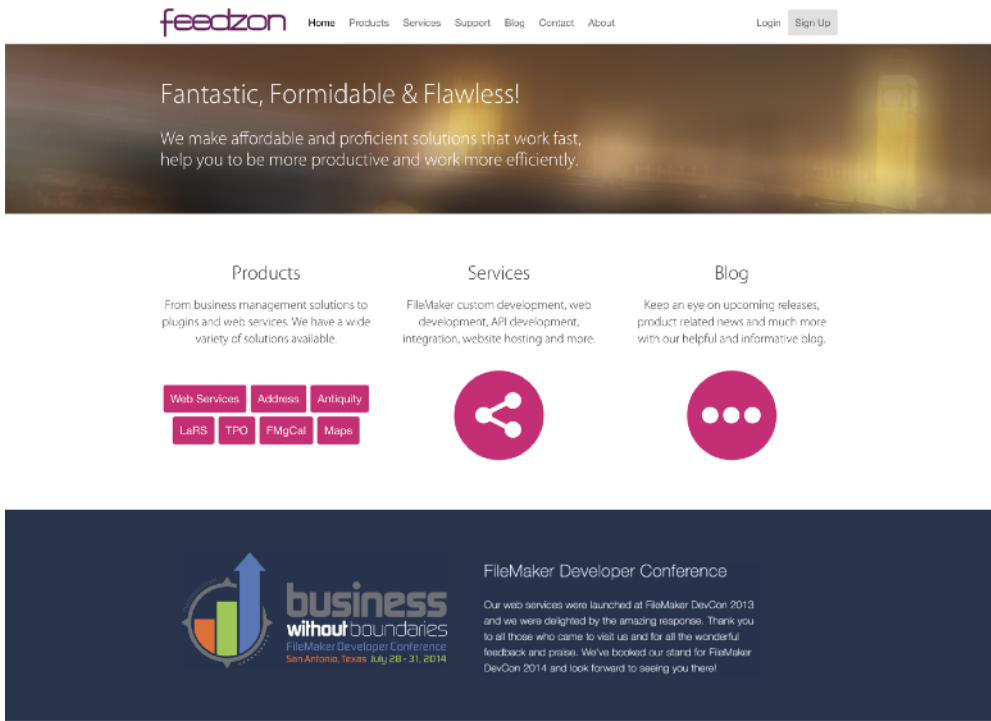 feedzon
Home Products Services Support Blog Contact About
Login Sign Up
Fantastic, Formidable & Flawless!
We make affordable and proficient solutions that work fast,
help you to be more productive and work more efficiently.
Products
From business management solutions to
plugins and web services. We have a wide
variety of solutions available.
Web Services Address Antiquity
LaRS TPO FMgCal Maps
Services
FileMaker custom development, web
development, API development,
integration, website hosting and more.
Blog
Keep an eye on upcoming releases,
product related news and much more
with our helpful and informative blog.
business
without boundaries
FileMaker Developer Conference
San Antonio, Texas July 28 - 31, 2014
FileMaker Developer Conference
Our web services were launched at FileMaker DevCon 2013
and we were delighted by the amazing response. Thank you
to all those who came to visit us and for all the wonderful
feedback and praise. We've booked our stand for FileMaker
DevCon 2014 and look forward to seeing you there!